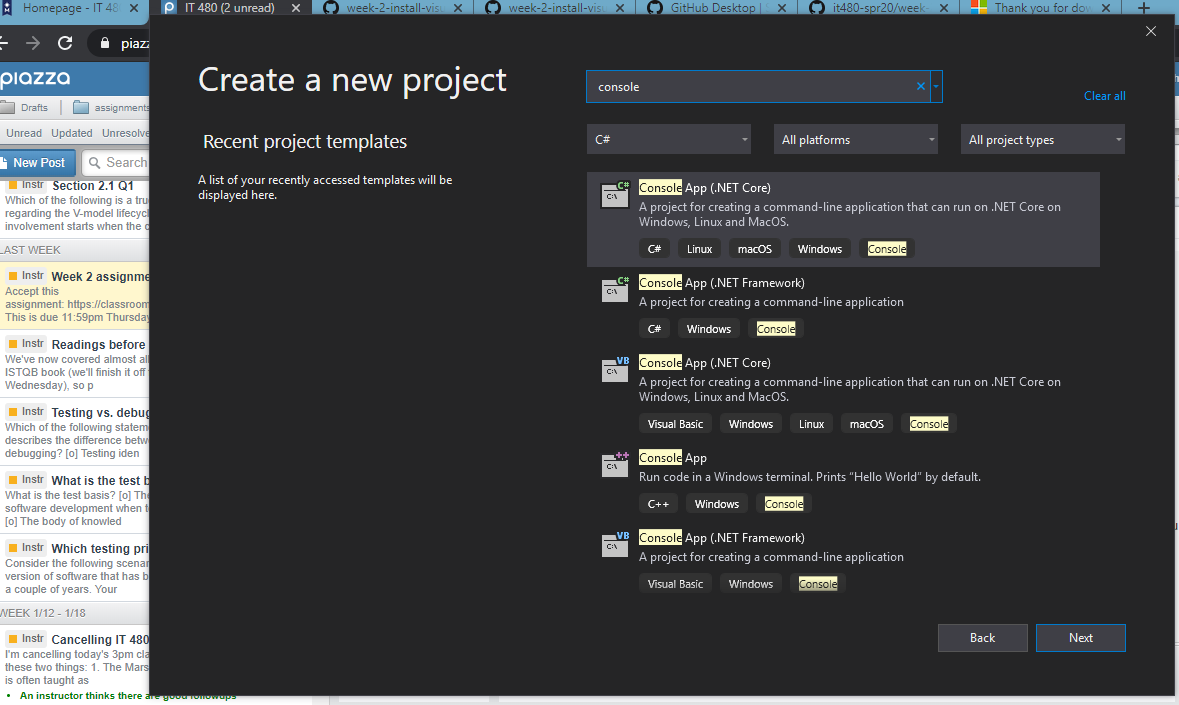 Homepage - IT 48
IT 480 (2 unread)
week-2-install-visu
week-2-install-visu
GitHub Desktop |
it480-spr20/week-
Thank you for dow
piazz
piazza
Drafts
assignments
Unread Updated Unresolve
New Post
Search
Instr Section 2.1 Q1
Which of the following is a tru
regarding the V-model lifecyc
involvement starts when the c
LAST WEEK
Instr Week 2 assignme
Accept this
assignment: https://classroom
This is due 11:59pm Thursday
Instr Readings before
We've now covered almost al
ISTQB book (we'll finish it off
Wednesday), so p
Instr Testing vs. debug
Which of the following statem
describes the difference betw
debugging? [o] Testing iden
Instr What is the test b
What is the test basis? [o] The
software development when t
[o] The body of knowled
Instr Which testing pri
Consider the following scenar
version of software that has b
a couple of years. Your
WEEK 1/12 - 1/18
Instr Cancelling IT 480
I'm cancelling today's 3pm cla
these two things: 1. The Mars
is often taught as
An instructor thinks there are good followups
Create a new project
Recent project templates
A list of your recently accessed templates will be
displayed here.
console
Clear all
C#
All platforms
All project types
Console App (.NET Core)
A project for creating a command-line application that can run on .NET Core on
Windows, Linux and MacOS.
C# Linux macOS Windows Console
Console App (.NET Framework)
A project for creating a command-line application
C# Windows Console
Console App (.NET Core)
A project for creating a command-line application that can run on .NET Core on
Windows, Linux and MacOS.
Visual Basic Windows Linux macOS Console
Console App
Run code in a Windows terminal. Prints "Hello World" by default.
C++ Windows Console
Console App (.NET Framework)
A project for creating a command-line application
Visual Basic Windows Console
Back
Next